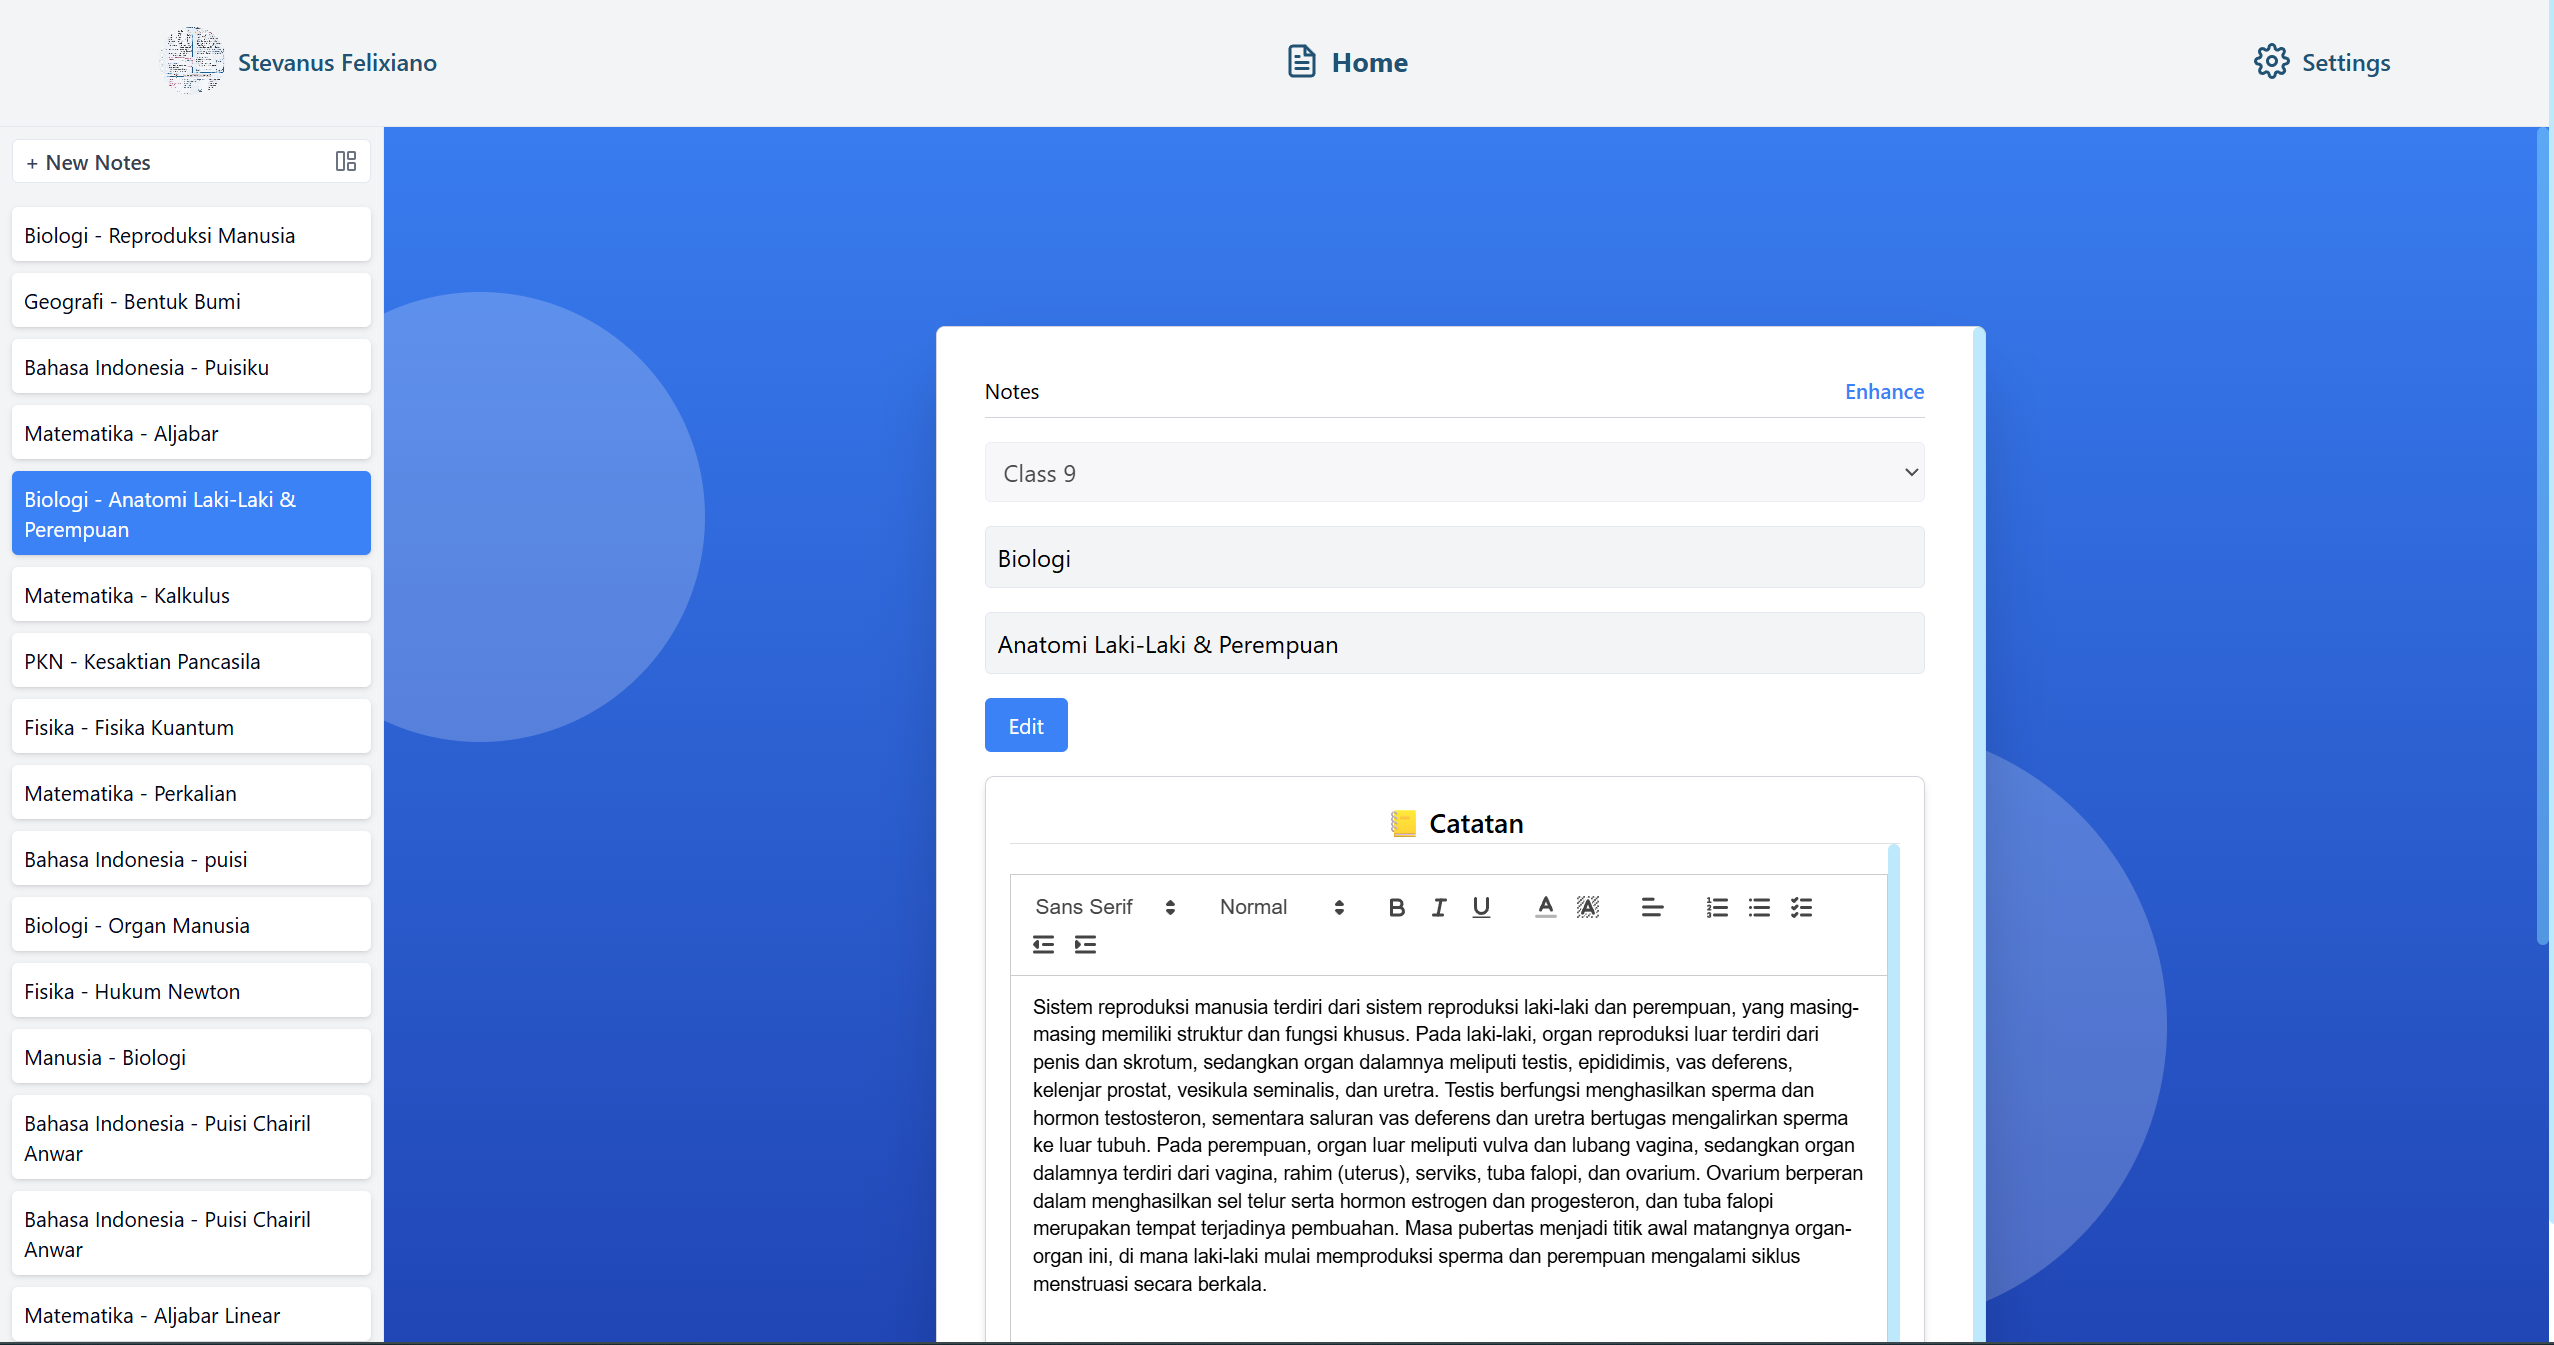 Stevanus Felixiano
Home
Settings
+ New Notes
Biologi - Reproduksi Manusia
Geografi - Bentuk Bumi
Bahasa Indonesia - Puisiku
Matematika - Aljabar
Biologi - Anatomi Laki-Laki &
Perempuan
Matematika - Kalkulus
PKN - Kesaktian Pancasila
Fisika - Fisika Kuantum
Matematika - Perkalian
Bahasa Indonesia - puisi
Biologi - Organ Manusia
Fisika - Hukum Newton
Manusia - Biologi
Bahasa Indonesia - Puisi Chairil
Anwar
Bahasa Indonesia - Puisi Chairil
Anwar
Matematika - Aljabar Linear
Notes
Enhance
Class 9
Biologi
Anatomi Laki-Laki & Perempuan
Edit
📒 Catatan
Sans Serif
Normal
Sistem reproduksi manusia terdiri dari sistem reproduksi laki-laki dan perempuan, yang masing-
masing memiliki struktur dan fungsi khusus. Pada laki-laki, organ reproduksi luar terdiri dari
penis dan skrotum, sedangkan organ dalamnya meliputi testis, epididimis, vas deferens,
kelenjar prostat, vesikula seminalis, dan uretra. Testis berfungsi menghasilkan sperma dan
hormon testosteron, sementara saluran vas deferens dan uretra bertugas mengalirkan sperma
ke luar tubuh. Pada perempuan, organ luar meliputi vulva dan lubang vagina, sedangkan organ
dalamnya terdiri dari vagina, rahim (uterus), serviks, tuba falopi, dan ovarium. Ovarium berperan
dalam menghasilkan sel telur serta hormon estrogen dan progesteron, dan tuba falopi
merupakan tempat terjadinya pembuahan. Masa pubertas menjadi titik awal matangnya organ-
organ ini, di mana laki-laki mulai memproduksi sperma dan perempuan mengalami siklus
menstruasi secara berkala.